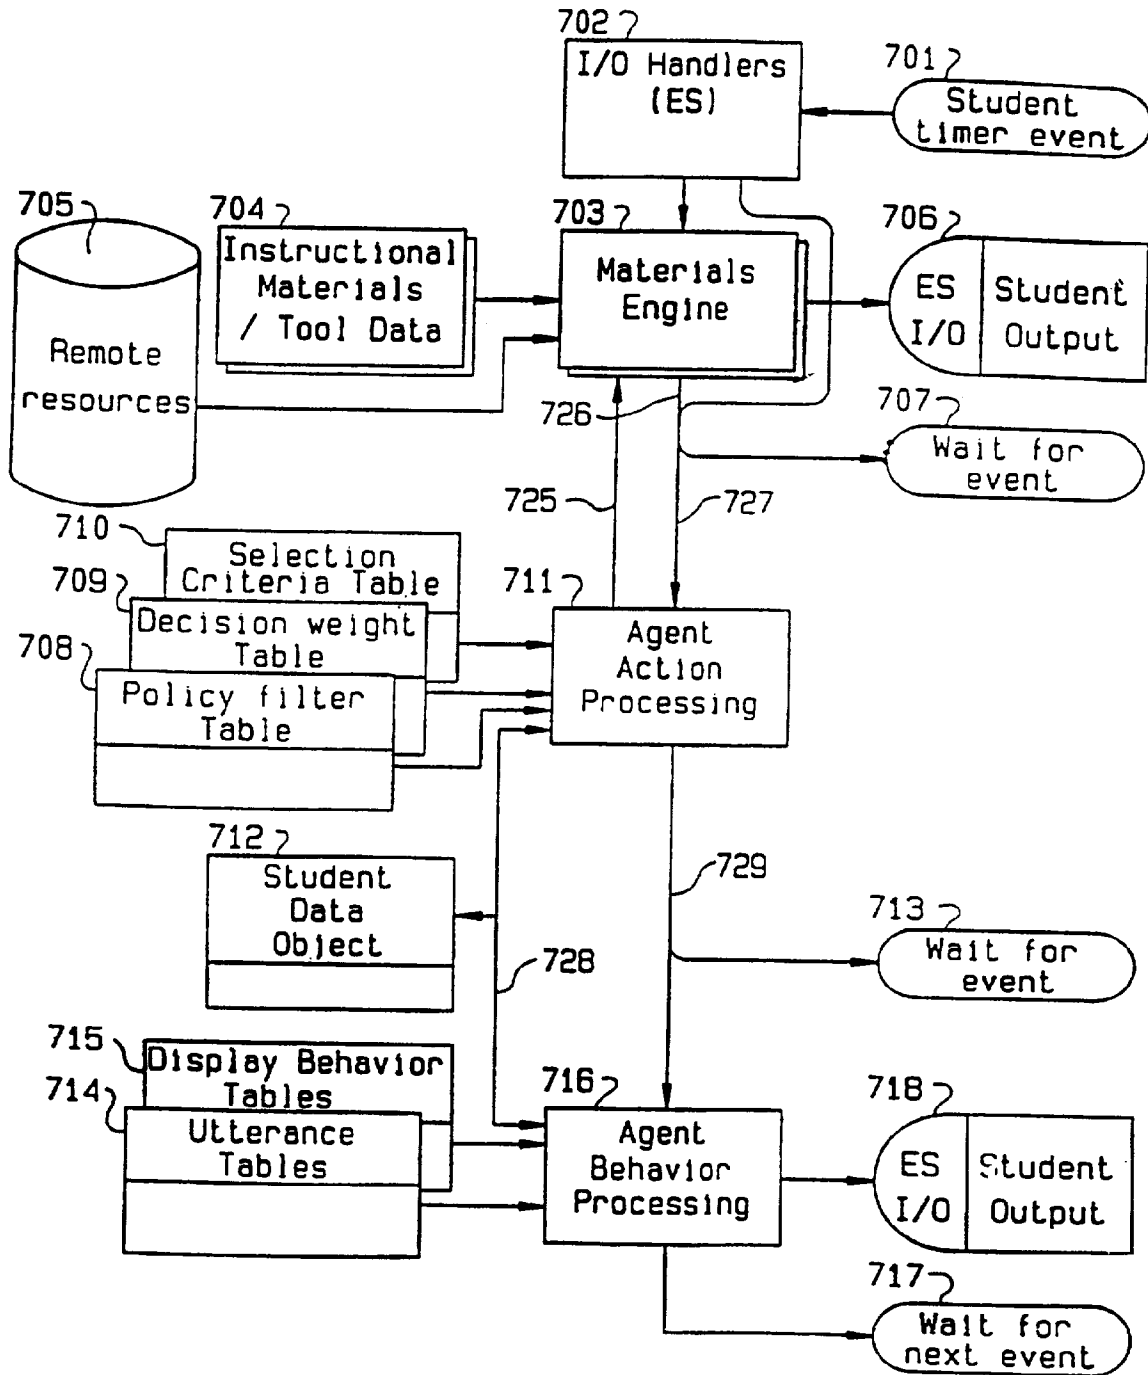 702
I/O Handlers
(ES)
701
Student
timer event
705
Remote
resources
704
Instructional
Materials
/ Tool Data
703
Materials
Engine
706
ES
I/O
Student
Output
726
707
Wait for
event
725
727
710
Selection
Criteria Table
709
Decision weight
Table
708
Policy filter
Table
711
Agent
Action
Processing
712
Student
Data
Object
728
729
713
Wait for
event
715
Display Behavior
Tables
714
Utterance
Tables
716
Agent
Behavior
Processing
718
ES
I/O
Student
Output
717
Wait for
next event